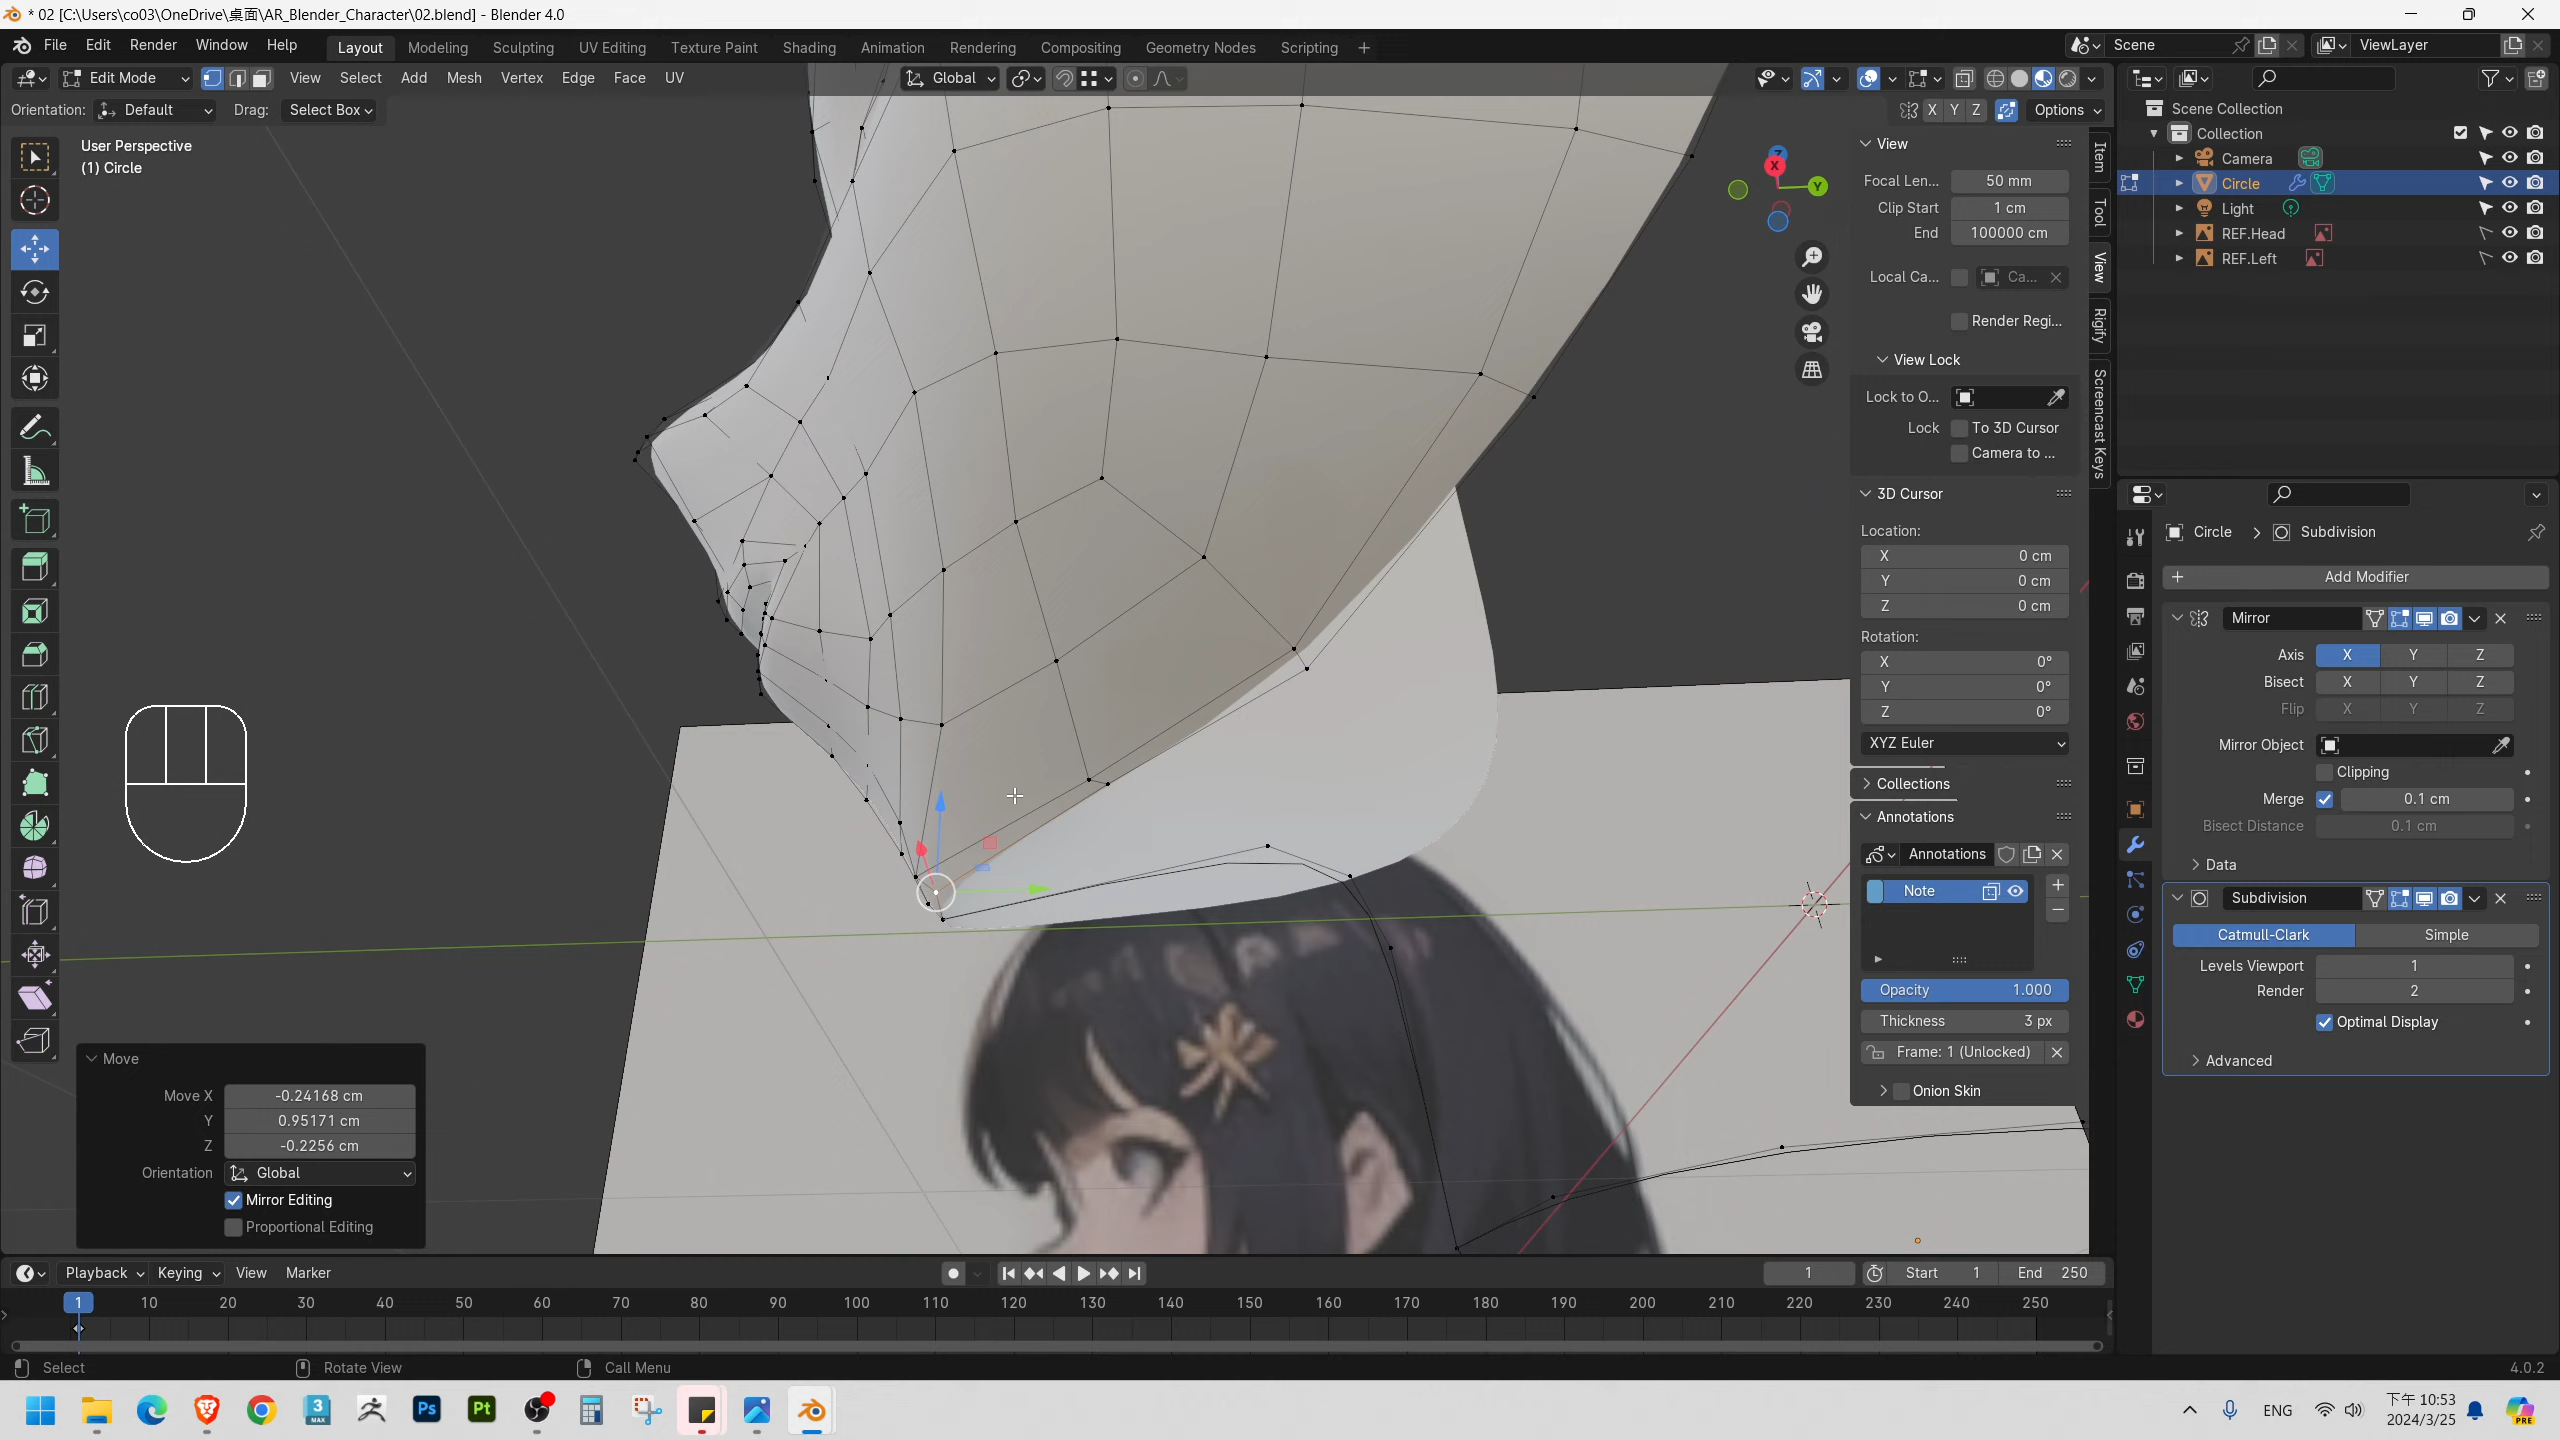 * 02 [C:\Users\co03\OneDrive\桌面\AR_Blender_Character\02.blend] - Blender 4.0
File Edit Render Window Help Layout Modeling Sculpting UV Editing Texture Paint Shading Animation Rendering Compositing Geometry Nodes Scripting + Scene ViewLayer
Edit Mode View Select Add Mesh Vertex Edge Face UV Global
Orientation: Default Drag: Select Box X Y Z Options
User Perspective
(1) Circle
Z
X
Y
View
Focal Len... 50 mm
Clip Start 1 cm
End 100000 cm
Local Ca... Ca...
Render Regi...
View Lock
Lock to O...
Lock To 3D Cursor
Camera to ...
3D Cursor
Location:
X 0 cm
Y 0 cm
Z 0 cm
Rotation:
X 0°
Y 0°
Z 0°
XYZ Euler
Collections
Annotations
Annotations
Note
Opacity 1.000
Thickness 3 px
Frame: 1 (Unlocked)
Onion Skin
Item
Tool
View
Rigify
Screencast Keys
Scene Collection
Collection
Camera
Circle
Light
REF.Head
REF.Left
Circle > Subdivision
Add Modifier
Mirror
Axis X Y Z
Bisect X Y Z
Flip X Y Z
Mirror Object
Clipping
Merge 0.1 cm
Bisect Distance 0.1 cm
Data
Subdivision
Catmull-Clark Simple
Levels Viewport 1
Render 2
Optimal Display
Advanced
Move
Move X -0.24168 cm
Y 0.95171 cm
Z -0.2256 cm
Orientation Global
Mirror Editing
Proportional Editing
Playback Keying View Marker 1 Start 1 End 250
1 10 20 30 40 50 60 70 80 90 100 110 120 130 140 150 160 170 180 190 200 210 220 230 240 250
Select Rotate View Call Menu 4.0.2
3 MAX Ps Pt ENG 下午 10:53
2024/3/25
PRE